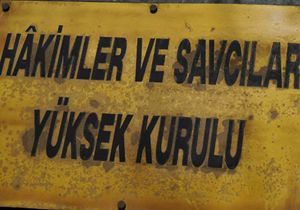 HÂKİMLER VE SAVCILAR
YÜKSEK KURULU